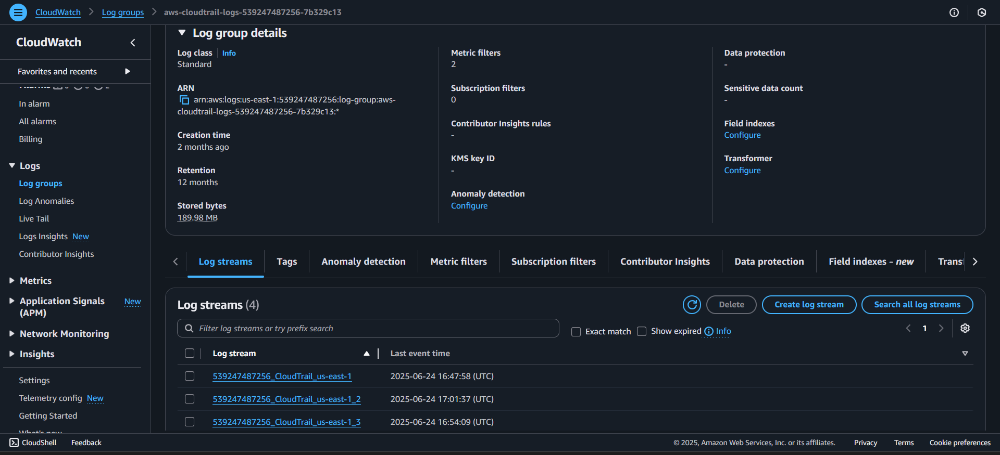 CloudWatch
Log groups
aws-cloudtrail-logs-539247487256-7b329c13
CloudWatch
Favorites and recents
In alarm
All alarms
Billing
Logs
Log groups
Log Anomalies
Live Tail
Logs Insights New
Contributor Insights
Metrics
Application Signals New
(APM)
Network Monitoring
Insights
Settings
Telemetry config New
Getting Started
What's new
Log group details
Log class Info
Standard
ARN
arn:aws:logs:us-east-1:539247487256:log-group:aws-
cloudtrail-logs-539247487256-7b329c13:*
Creation time
2 months ago
Retention
12 months
Stored bytes
189.98 MB
Metric filters
2
Subscription filters
0
Contributor Insights rules
-
KMS key ID
-
Anomaly detection
Configure
Data protection
-
Sensitive data count
-
Field indexes
Configure
Transformer
Configure
Log streams
Tags
Anomaly detection
Metric filters
Subscription filters
Contributor Insights
Data protection
Field indexes - new
Trans
Log streams (4)
Delete
Create log stream
Search all log streams
Filter log streams or try prefix search
Exact match
Show expired
Info
1
Log stream
Last event time
539247487256_CloudTrail_us-east-1 2025-06-24 16:47:58 (UTC)
539247487256_CloudTrail_us-east-1_2 2025-06-24 17:01:37 (UTC)
539247487256_CloudTrail_us-east-1_3 2025-06-24 16:54:09 (UTC)
CloudShell
Feedback
© 2025, Amazon Web Services, Inc. or its affiliates.
Privacy
Terms
Cookie preferences